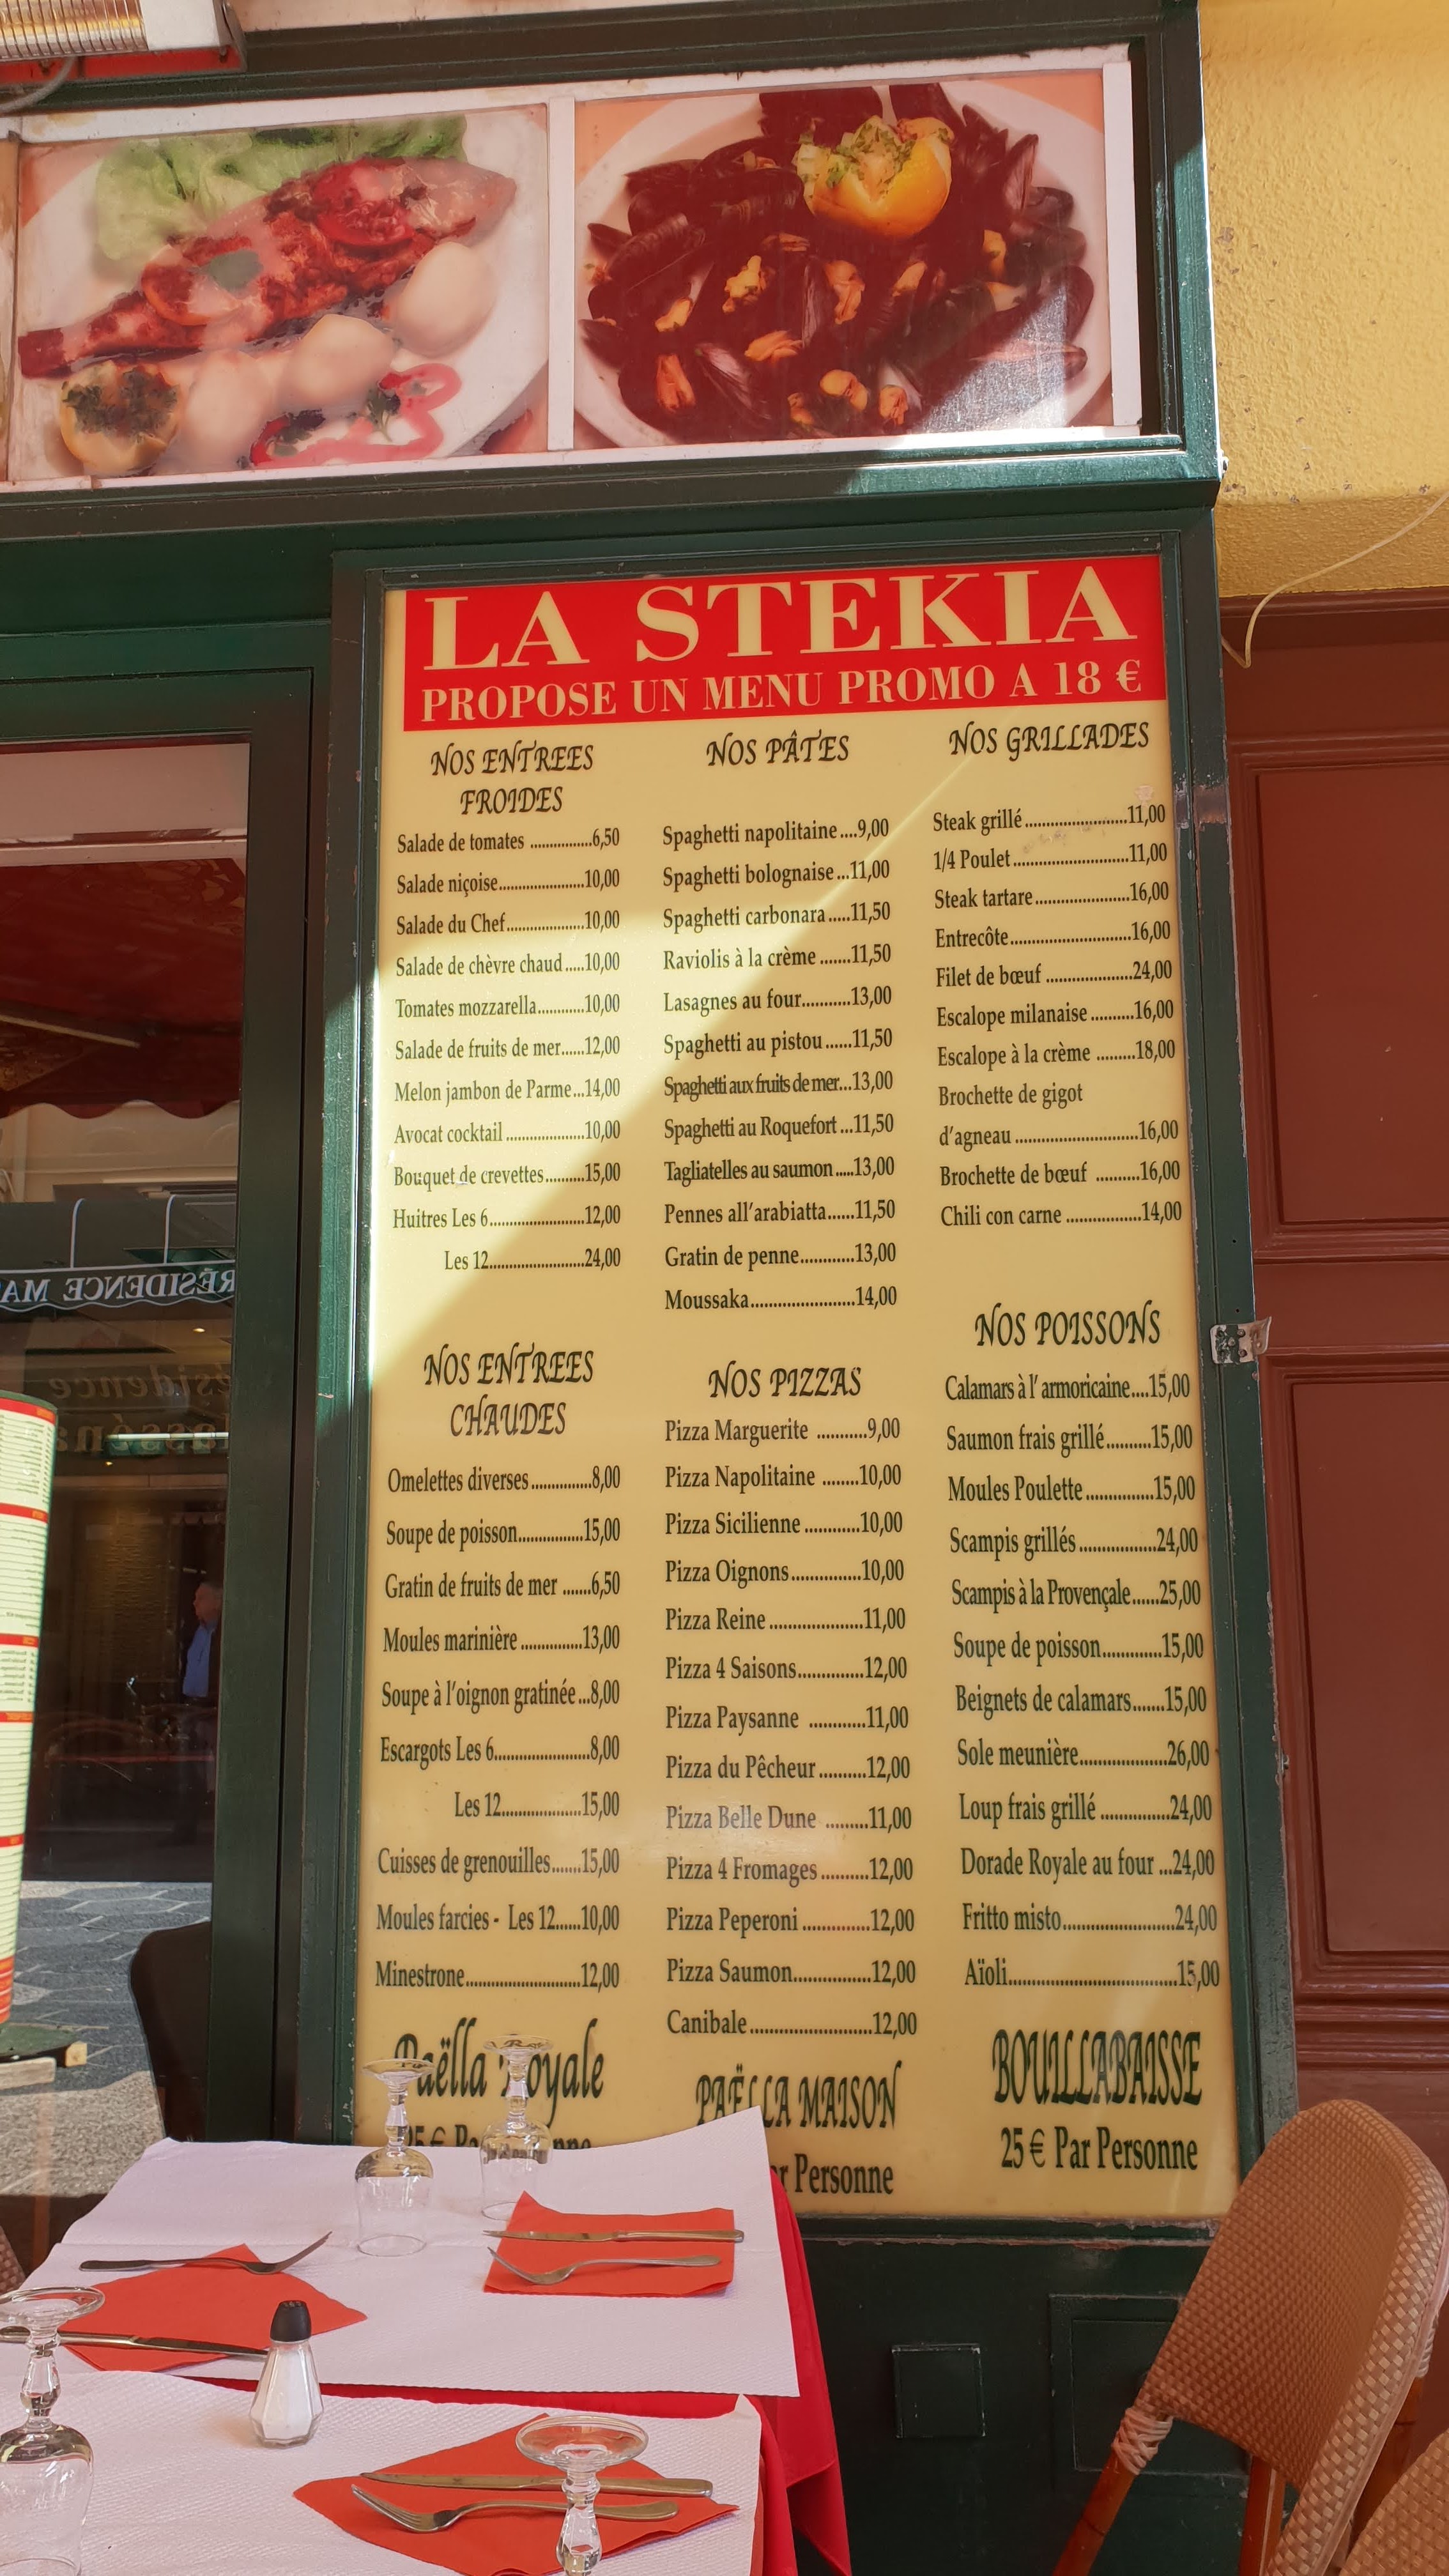 LA STEKIA
PROPOSE UN MENU PROMO A 18 €
NOS ENTREES
FROIDES
Salade de tomates ................6,50
Salade niçoise......................10,00
Salade du Chef....................10,00
Salade de chèvre chaud.....10,00
Tomates mozzarella............10,00
Salade de fruits de mer......12,00
Melon jambon de Parme...14,00
Avocat cocktail ....................10,00
Bouquet de crevettes..........15,00
Huitres Les 6........................12,00
Les 12........................24,00
NOS ENTREES
CHAUDES
Omelettes diverses...............8,00
Soupe de poisson................15,00
Gratin de fruits de mer .......6,50
Moules marinière ...............13,00
Soupe à l'oignon gratinée...8,00
Escargots Les 6.......................8,00
Les 12....................15,00
Cuisses de grenouilles.......15,00
Moules farcies - Les 12......10,00
Minestrone............................12,00
Paëlla Royale
NOS PÂTES
Spaghetti napolitaine....9,00
Spaghetti bolognaise...11,00
Spaghetti carbonara.....11,50
Raviolis à la crème .......11,50
Lasagnes au four...........13,00
Spaghetti au pistou......11,50
Spaghetti aux fruits de mer...13,00
Spaghetti au Roquefort...11,50
Tagliatelles au saumon.....13,00
Pennes all'arabiatta......11,50
Gratin de penne............13,00
Moussaka........................14,00
NOS PIZZAS
Pizza Marguerite ...........9,00
Pizza Napolitaine ........10,00
Pizza Sicilienne ............10,00
Pizza Oignons...............10,00
Pizza Reine ....................11,00
Pizza 4 Saisons..............12,00
Pizza Paysanne ............11,00
Pizza du Pêcheur..........12,00
Pizza Belle Dune .........11,00
Pizza 4 Fromages..........12,00
Pizza Peperoni ..............12,00
Pizza Saumon................12,00
Canibale..........................12,00
PAËLLA MAISON
Personne
NOS GRILLADES
Steak grillé........................11,00
1/4 Poulet...........................11,00
Steak tartare......................16,00
Entrecôte............................16,00
Filet de bœuf ....................24,00
Escalope milanaise..........16,00
Escalope à la crème .........18,00
Brochette de gigot
d'agneau ............................16,00
Brochette de bœuf ..........16,00
Chili con carne .................14,00
NOS POISSONS
Calamars à l' armoricaine....15,00
Saumon frais grillé..........15,00
Moules Poulette...............15,00
Scampis grillés.................24,00
Scampis à la Provençale......25,00
Soupe de poisson.............15,00
Beignets de calamars.......15,00
Sole meunière....................26,00
Loup frais grillé ...............24,00
Dorade Royale au four ...24,00
Fritto misto.........................24,00
Aïoli.....................................15,00
BOUILLABAISSE
25 € Par Personne
RÉSIDENCE